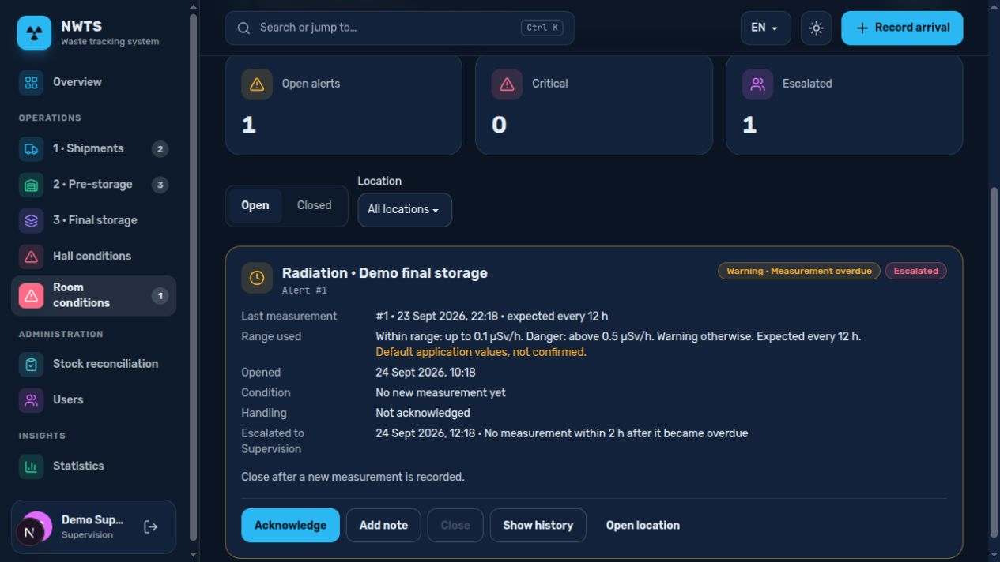 NWTS
Waste tracking system
Overview
OPERATIONS
1 • Shipments 2
2 • Pre-storage 3
3 • Final storage
Hall conditions
Room
conditions 1
ADMINISTRATION
Stock reconciliation
Users
INSIGHTS
Statistics
N
Demo Sup...
Supervision
Search or jump to... Ctrl K
EN
+ Record arrival
Open alerts
1
Critical
0
Escalated
1
Open Closed
Location
All locations
Radiation • Demo final storage
Alert #1
Warning • Measurement overdue Escalated
Last measurement #1 • 23 Sept 2026, 22:18 • expected every 12 h
Range used Within range: up to 0.1 μSv/h. Danger: above 0.5 μSv/h. Warning otherwise. Expected every 12 h.
Default application values, not confirmed.
Opened 24 Sept 2026, 10:18
Condition No new measurement yet
Handling Not acknowledged
Escalated to
Supervision 24 Sept 2026, 12:18 • No measurement within 2 h after it became overdue
Close after a new measurement is recorded.
Acknowledge Add note Close Show history Open location